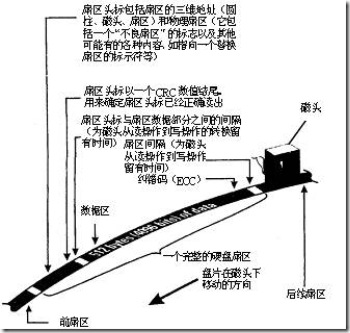 扇区头标包括扇区的三维地址（圆
柱、磁头、扇区）和物理扇区（它包
括一个“不良扇区”的标志以及其他
可能有的各种内容，如指向一个替换
扇区的标示符等）
扇区头标以一个CRC数值结尾，
用来确定扇区头标已经正确读出
扇区头标与扇区数据部分之间的间隔
（为磁头从读操作到写操作的转换留
有时间）
扇区间隔（为磁头
从读操作到写操作
留有时间）
纠错码（ECC）
磁头
数据区
512 bytes (4096 bits) of data
一个完整的硬盘扇区
盘片在磁头下
移动的方向
后续扇区
前扇区